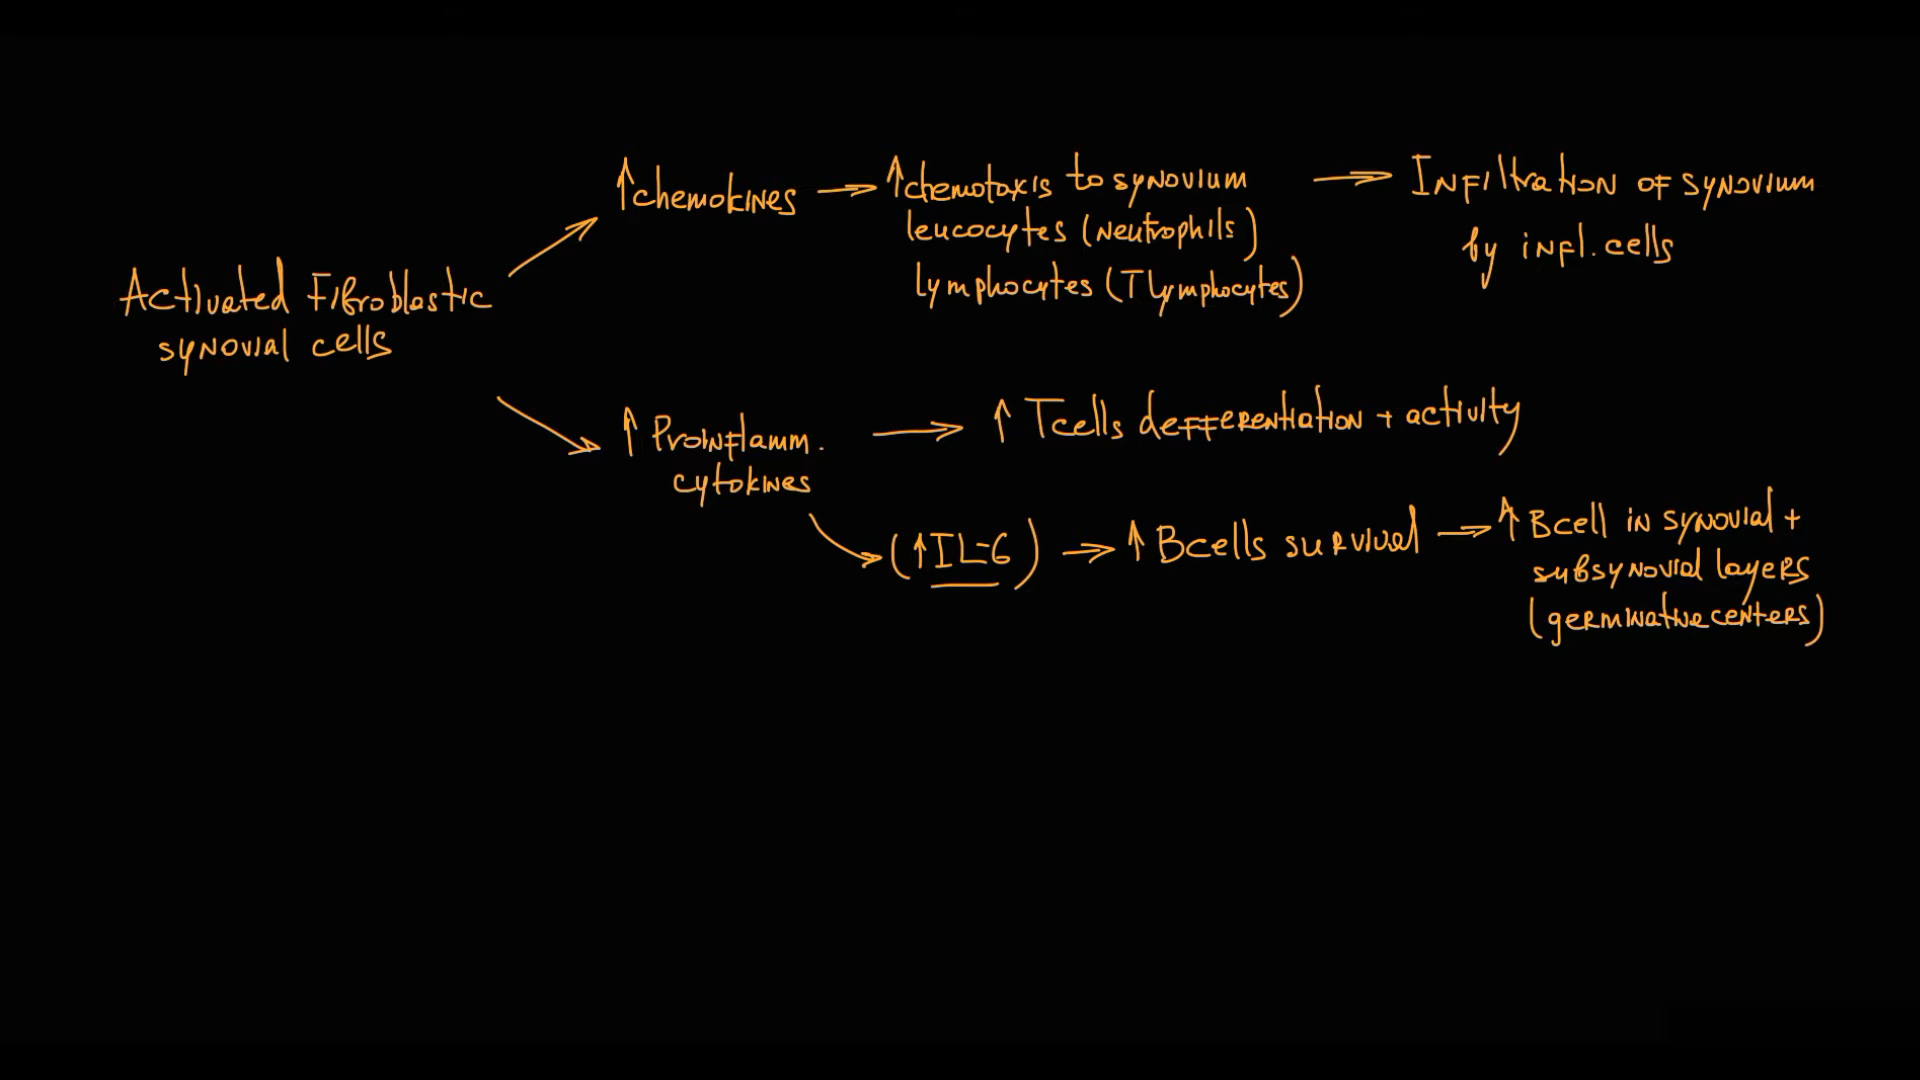 ↑chemokines → ↑chemotaxis to synovium → Infiltration of synovium
leucocytes (Neutrophils) by infl. cells
lymphocytes (T lymphocytes)
Activated Fibroblastic
synovial cells
↑ Proinflamm. → ↑ Tcells defferentiation + activity
cytokines
(↑IL-6) → ↑ Bcells survival → ↑ Bcell in synovial +
subsynovial layers
(germinative centers)